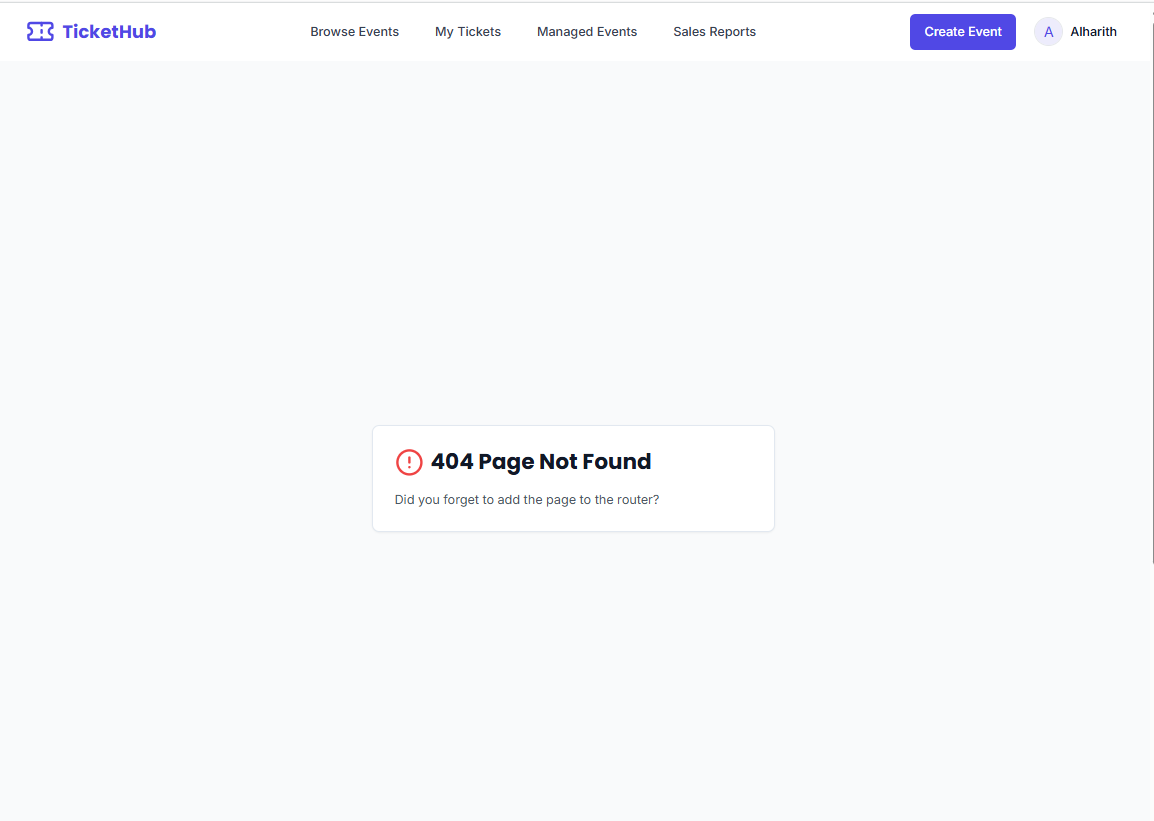 TicketHub
Browse Events
My Tickets
Managed Events
Sales Reports
Create Event
A
Alharith
404 Page Not Found
Did you forget to add the page to the router?